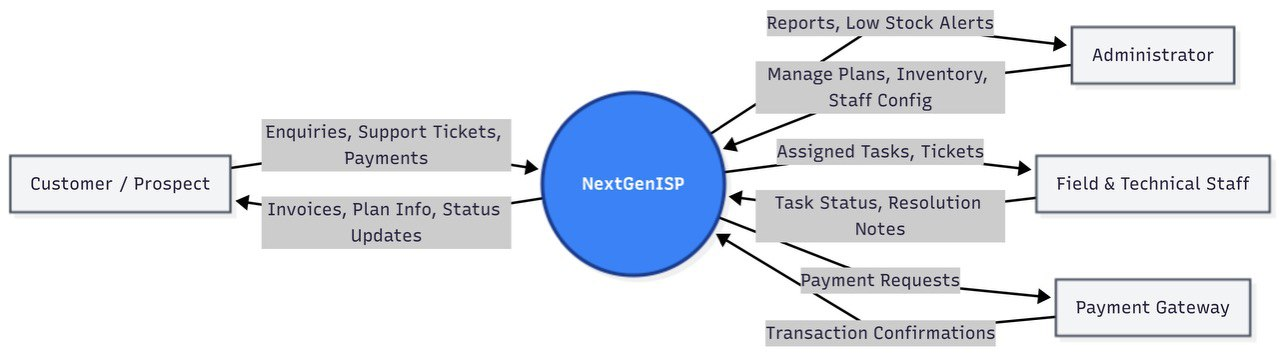 Reports, Low Stock Alerts
Administrator
Manage Plans, Inventory,
Staff Config
Enquiries, Support Tickets,
Payments
Assigned Tasks, Tickets
Customer / Prospect
NextGenISP
Field & Technical Staff
Invoices, Plan Info, Status
Updates
Task Status, Resolution
Notes
Payment Requests
Payment Gateway
Transaction Confirmations